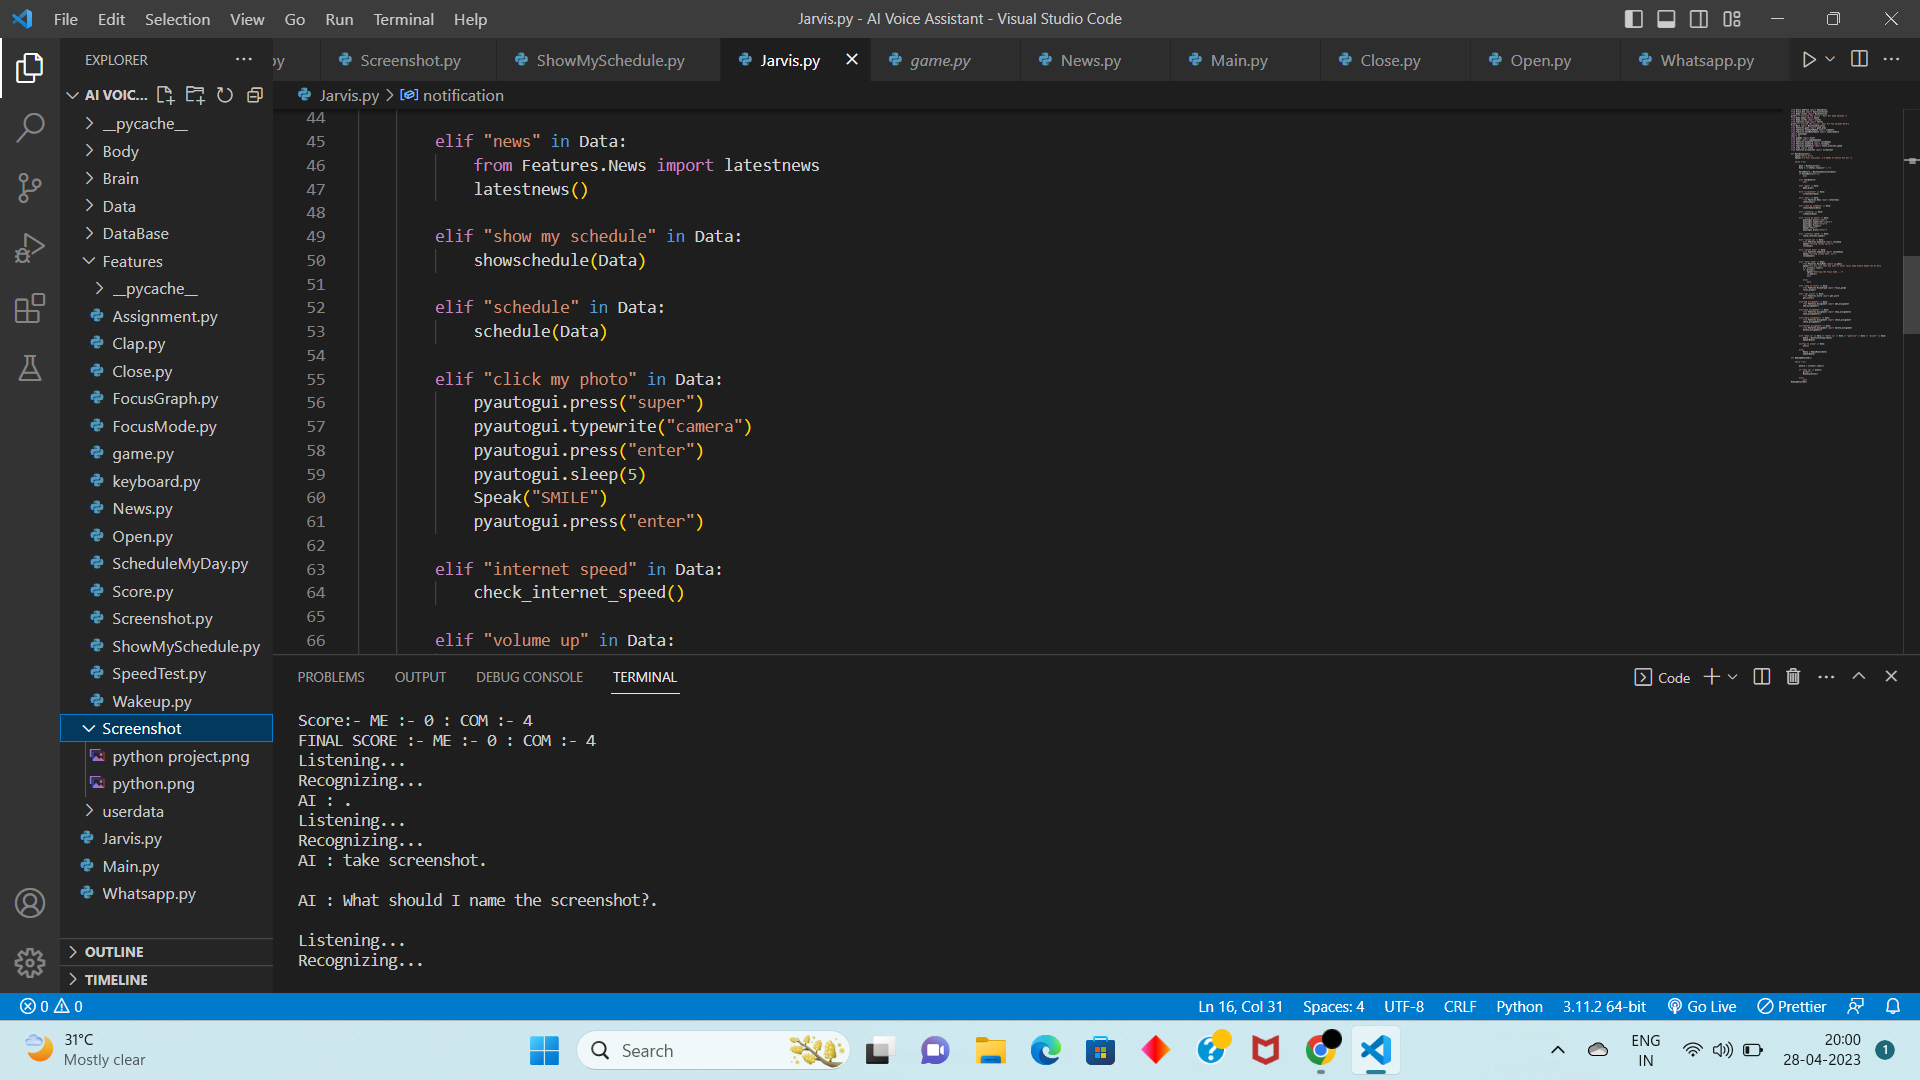 File Edit Selection View Go Run Terminal Help
Jarvis.py - AI Voice Assistant - Visual Studio Code
EXPLORER
py Screenshot.py ShowMySchedule.py Jarvis.py game.py News.py Main.py Close.py Open.py Whatsapp.py
AI VOIC...
__pycache__
Body
Brain
Data
DataBase
Features
__pycache__
Assignment.py
Clap.py
Close.py
FocusGraph.py
FocusMode.py
game.py
keyboard.py
News.py
Open.py
ScheduleMyDay.py
Score.py
Screenshot.py
ShowMySchedule.py
SpeedTest.py
Wakeup.py
Screenshot
python project.png
python.png
userdata
Jarvis.py
Main.py
Whatsapp.py
OUTLINE
TIMELINE
Jarvis.py > notification
44
45 elif "news" in Data:
46 from Features.News import latestnews
47 latestnews()
48
49 elif "show my schedule" in Data:
50 showschedule(Data)
51
52 elif "schedule" in Data:
53 schedule(Data)
54
55 elif "click my photo" in Data:
56 pyautogui.press("super")
57 pyautogui.typewrite("camera")
58 pyautogui.press("enter")
59 pyautogui.sleep(5)
60 Speak("SMILE")
61 pyautogui.press("enter")
62
63 elif "internet speed" in Data:
64 check_internet_speed()
65
66 elif "volume up" in Data:
PROBLEMS OUTPUT DEBUG CONSOLE TERMINAL
Code
Score:- ME :- 0 : COM :- 4
FINAL SCORE :- ME :- 0 : COM :- 4
Listening...
Recognizing...
AI : .
Listening...
Recognizing...
AI : take screenshot.
AI : What should I name the screenshot?.
Listening...
Recognizing...
0 0
Ln 16, Col 31 Spaces: 4 UTF-8 CRLF Python 3.11.2 64-bit Go Live Prettier
31°C
Mostly clear
Search
ENG
IN
20:00
28-04-2023
1